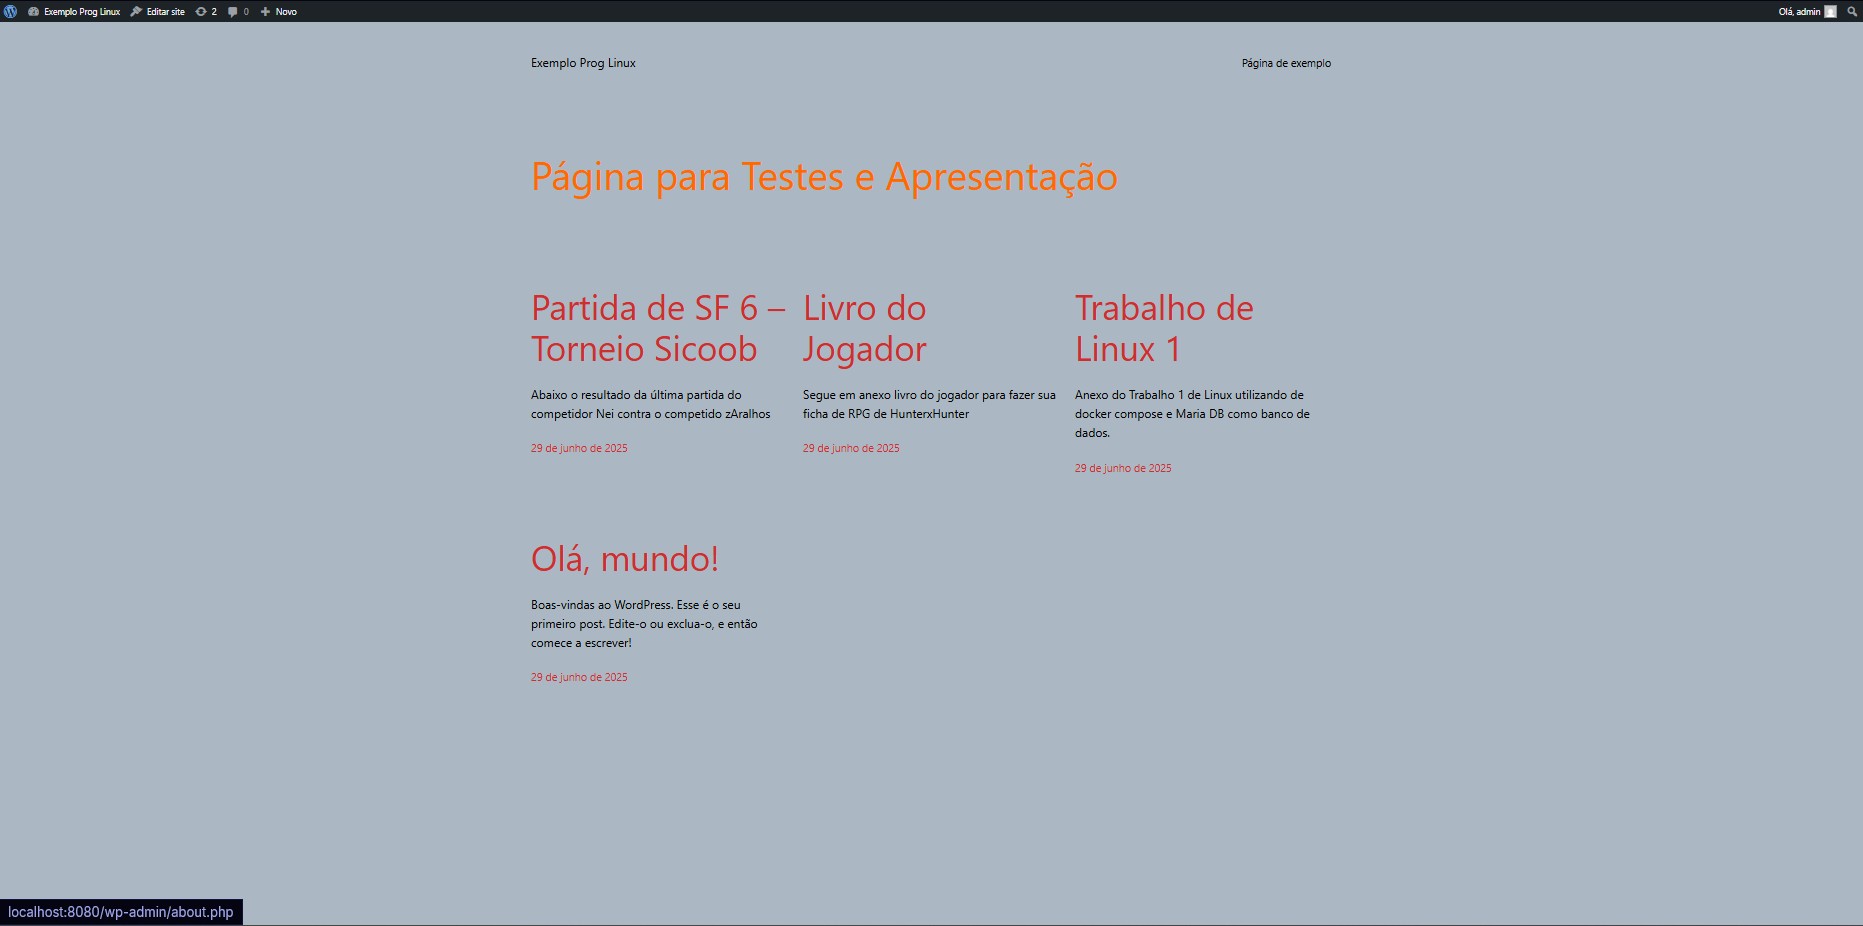 Exemplo Prog Linux Editar site 2 0 Novo Olá, admin
Exemplo Prog Linux Página de exemplo
Página para Testes e Apresentação
Partida de SF 6 –
Torneio Sicoob
Abaixo o resultado da última partida do
competidor Nei contra o competido zAralhos
29 de junho de 2025
Livro do
Jogador
Segue em anexo livro do jogador para fazer sua
ficha de RPG de HunterxHunter
29 de junho de 2025
Trabalho de
Linux 1
Anexo do Trabalho 1 de Linux utilizando de
docker compose e Maria DB como banco de
dados.
29 de junho de 2025
Olá, mundo!
Boas-vindas ao WordPress. Esse é o seu
primeiro post. Edite-o ou exclua-o, e então
comece a escrever!
29 de junho de 2025
localhost:8080/wp-admin/about.php